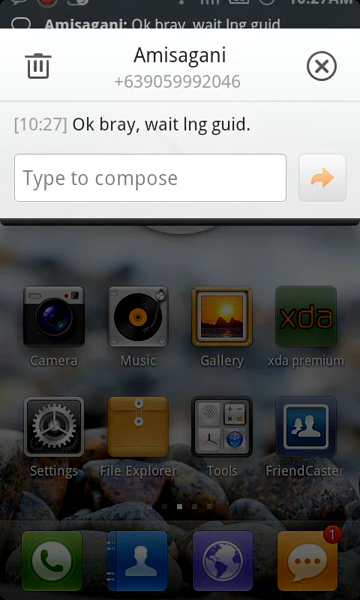 10:27AM
Amisagani: Ok bray, wait lng guid.
Amisagani
+639059992046
[10:27] Ok bray, wait lng guid.
Type to compose
Camera
Music
Gallery
xda
xda premium
Settings
File Explorer
Tools
FriendCaster
1